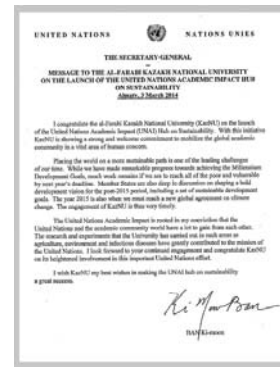 UNITED NATIONS NATIONS UNIES
THE SECRETARY-GENERAL
--
MESSAGE TO THE AL-FARABI KAZAKH NATIONAL UNIVERSITY
ON THE LAUNCH OF THE UNITED NATIONS ACADEMIC IMPACT HUB
ON SUSTAINABILITY
Almaty, 3 March 2014
I congratulate the al-Farabi Kazakh National University (KazNU) on the launch
of the United Nations Academic Impact (UNAI) Hub on Sustainability. With this initiative
KazNU is showing a strong and welcome commitment to mobilize the global academic
community in a vital area of human concern.
Placing the world on a more sustainable path is one of the leading challenges
of our time. While we have made remarkable progress towards achieving the Millennium
Development Goals, much work remains if we are to reach all of the poor and vulnerable
by next year's deadline. Member States are also deep in discussion on shaping a bold
development vision for the post-2015 period, including a set of sustainable development
goals. The year 2015 is also when we must reach a new global agreement on climate
change. The engagement of KazNU is thus very timely.
The United Nations Academic Impact is rooted in my conviction that the
United Nations and the academic community world have a lot to gain from each other.
The research and experiments that the University has carried out in such areas as
agriculture, environment and infectious diseases have greatly contributed to the mission of
the United Nations. I look forward to your continued engagement and congratulate KazNU
on its heightened involvement in this important United Nations effort.
I wish KazNU my best wishes in making the UNAI hub on sustainability
a great success.
Ki Moon Ban
BAN Ki-moon